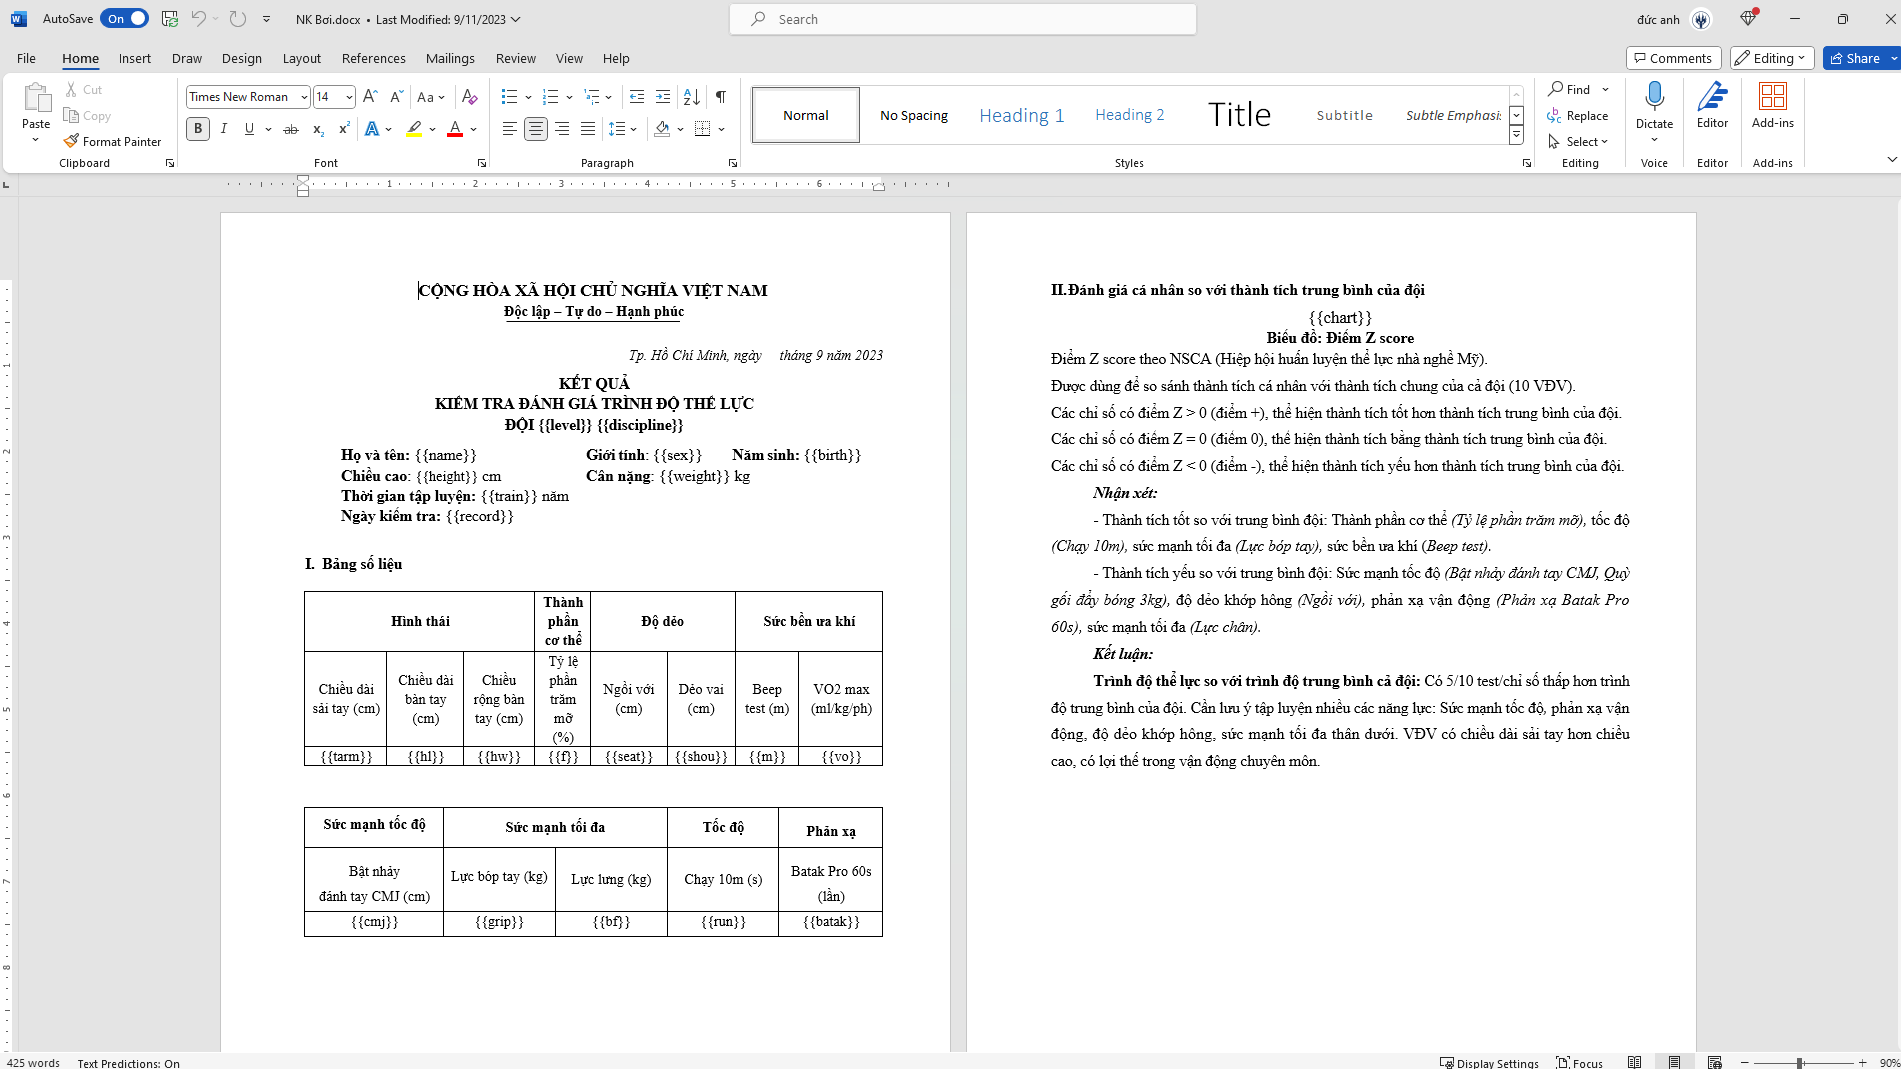 AutoSave On NK Bơi.docx • Last Modified: 9/11/2023 Search đức anh
File Home Insert Draw Design Layout References Mailings Review View Help Comments Editing Share
Paste Cut Copy Format Painter Clipboard
Times New Roman 14 Aa
B I U ab x₂ x² A A
Font Paragraph
Normal No Spacing Heading 1 Heading 2 Title Subtitle Subtle Emphasis
Styles
Find Replace Select Editing
Dictate Voice
Editor Editor
Add-ins Add-ins
1 2 3 4 5 6
CỘNG HÒA XÃ HỘI CHỦ NGHĨA VIỆT NAM
Độc lập – Tự do – Hạnh phúc
Tp. Hồ Chí Minh, ngày tháng 9 năm 2023
KẾT QUẢ
KIỂM TRA ĐÁNH GIÁ TRÌNH ĐỘ THỂ LỰC
ĐỘI {{level}} {{discipline}}
Họ và tên: {{name}} Giới tính: {{sex}} Năm sinh: {{birth}}
Chiều cao: {{height}} cm Cân nặng: {{weight}} kg
Thời gian tập luyện: {{train}} năm
Ngày kiểm tra: {{record}}
I. Bảng số liệu
Hình thái
Thành
phần
cơ thể
Độ dẻo
Sức bền ưa khí
Chiều dài
sải tay (cm)
Chiều dài
bàn tay
(cm)
Chiều
rộng bàn
tay (cm)
Tỷ lệ
phần
trăm
mỡ
(%)
Ngồi với
(cm)
Dẻo vai
(cm)
Beep
test (m)
VO2 max
(ml/kg/ph)
{{tarm}} {{hl}} {{hw}} {{f}} {{seat}} {{shou}} {{m}} {{vo}}
Sức mạnh tốc độ Sức mạnh tối đa Tốc độ Phản xạ
Bật nhảy
đánh tay CMJ (cm)
Lực bóp tay (kg)
Lực lưng (kg)
Chạy 10m (s)
Batak Pro 60s
(lần)
{{cmj}} {{grip}} {{bf}} {{run}} {{batak}}
II.Đánh giá cá nhân so với thành tích trung bình của đội
{{chart}}
Biểu đồ: Điểm Z score
Điểm Z score theo NSCA (Hiệp hội huấn luyện thể lực nhà nghề Mỹ).
Được dùng để so sánh thành tích cá nhân với thành tích chung của cả đội (10 VĐV).
Các chỉ số có điểm Z > 0 (điểm +), thể hiện thành tích tốt hơn thành tích trung bình của đội.
Các chỉ số có điểm Z = 0 (điểm 0), thể hiện thành tích bằng thành tích trung bình của đội.
Các chỉ số có điểm Z < 0 (điểm -), thể hiện thành tích yếu hơn thành tích trung bình của đội.
Nhận xét:
- Thành tích tốt so với trung bình đội: Thành phần cơ thể (Tỷ lệ phần trăm mỡ), tốc độ
(Chạy 10m), sức mạnh tối đa (Lực bóp tay), sức bền ưa khí (Beep test).
- Thành tích yếu so với trung bình đội: Sức mạnh tốc độ (Bật nhảy đánh tay CMJ, Quỳ
gối đẩy bóng 3kg), độ dẻo khớp hông (Ngồi với), phản xạ vận động (Phản xạ Batak Pro
60s), sức mạnh tối đa (Lực chân).
Kết luận:
Trình độ thể lực so với trình độ trung bình cả đội: Có 5/10 test/chỉ số thấp hơn trình
độ trung bình của đội. Cần lưu ý tập luyện nhiều các năng lực: Sức mạnh tốc độ, phản xạ vận
động, độ dẻo khớp hông, sức mạnh tối đa thân dưới. VĐV có chiều dài sải tay hơn chiều
cao, có lợi thế trong vận động chuyên môn.
425 words Text Predictions: On Display Settings Focus 90%